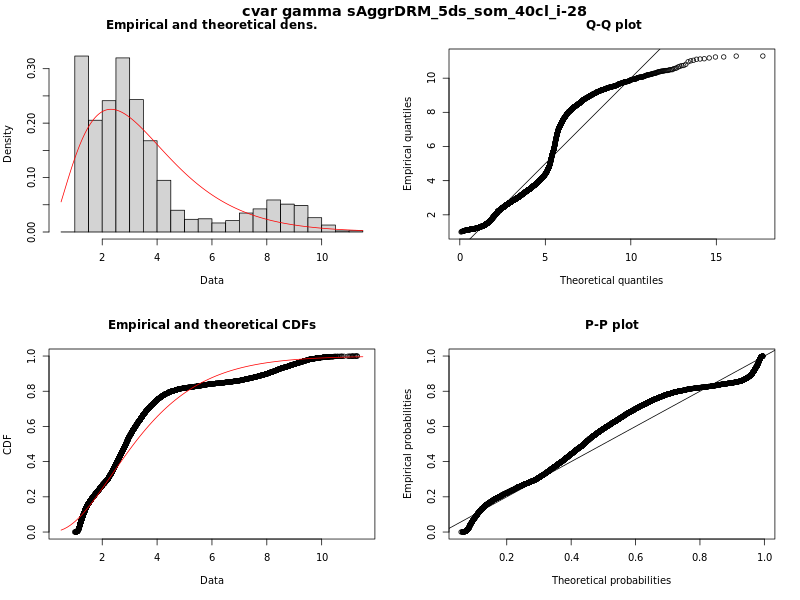 cvar gamma sAggrDRM_5ds_som_40cl_i-28
Empirical and theoretical dens.
Density
0.00 0.10 0.20 0.30
2 4 6 8 10
Data
Q-Q plot
Empirical quantiles
2 4 6 8 10
0 5 10 15
Theoretical quantiles
Empirical and theoretical CDFs
CDF
0.0 0.2 0.4 0.6 0.8 1.0
2 4 6 8 10
Data
P-P plot
Empirical probabilities
0.0 0.2 0.4 0.6 0.8 1.0
0.2 0.4 0.6 0.8 1.0
Theoretical probabilities